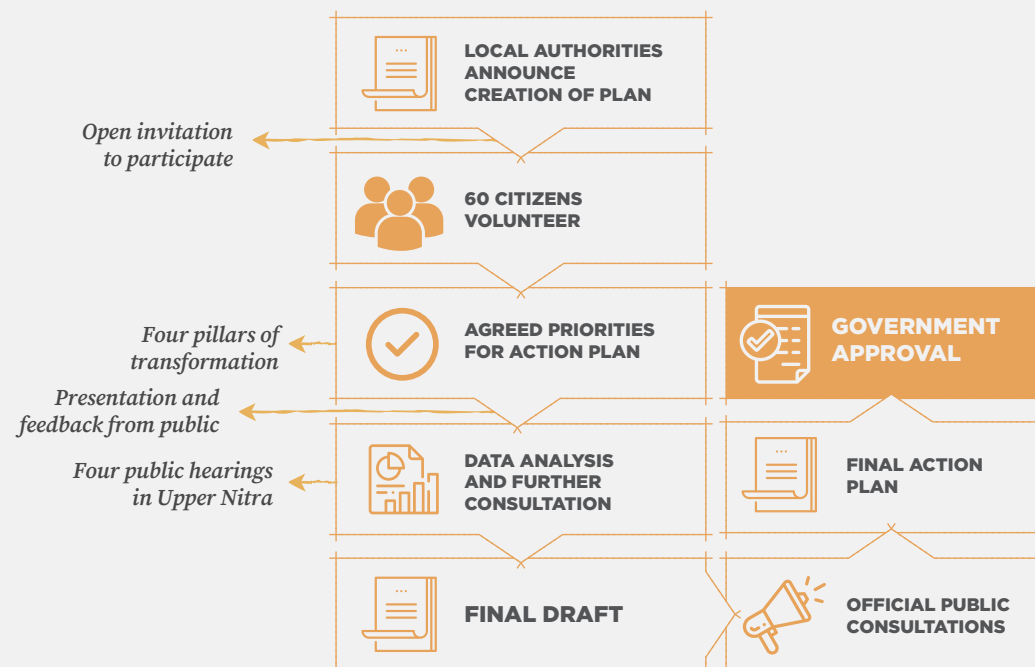 LOCAL AUTHORITIES
ANNOUNCE
CREATION OF PLAN
Open invitation
to participate
60 CITIZENS
VOLUNTEER
Four pillars of
transformation
AGREED PRIORITIES
FOR ACTION PLAN
Presentation and
feedback from public
Four public hearings
in Upper Nitra
DATA ANALYSIS
AND FURTHER
CONSULTATION
FINAL DRAFT
OFFICIAL PUBLIC
CONSULTATIONS
FINAL ACTION
PLAN
GOVERNMENT
APPROVAL